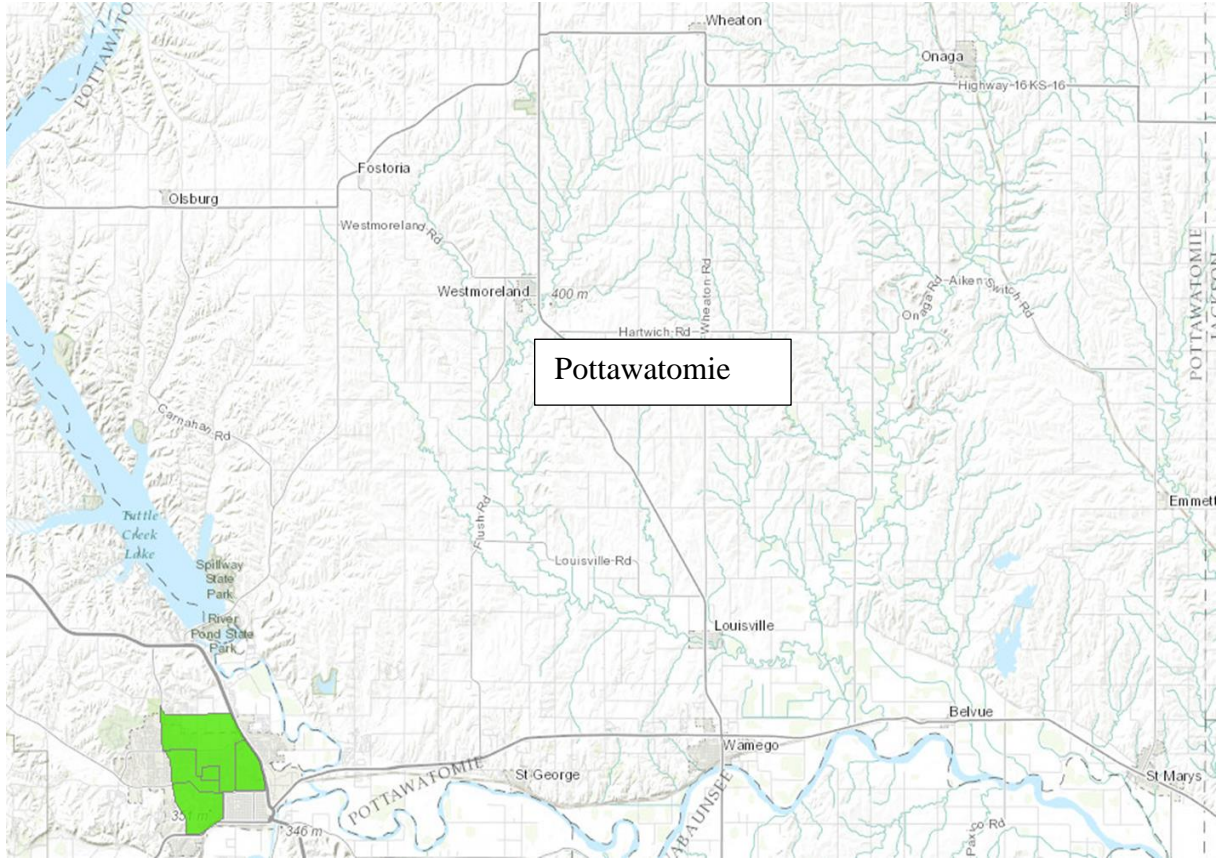 POTTAWATO
Wheaton
Onaga
Highway-16 KS-16
Fostoria
Olsburg
Westmoreland Rd
Westmoreland
400 m
Wheaton Rd
Onaga Rd
Aiken Switch Rd
POTTAWATOMIE
JACKSON
Hartwich Rd
Pottawatomie
Carnahan Rd
Emmett
Tuttle
Creek
Lake
Flush Rd
Louisville-Rd
Spillway
State
Park
River
Pond State
Park
Louisville
Belvue
Wamego
St George
St Marys
POTTAWATOMIE
WABAUNSEE
351 m
346 m
Paxico Rd